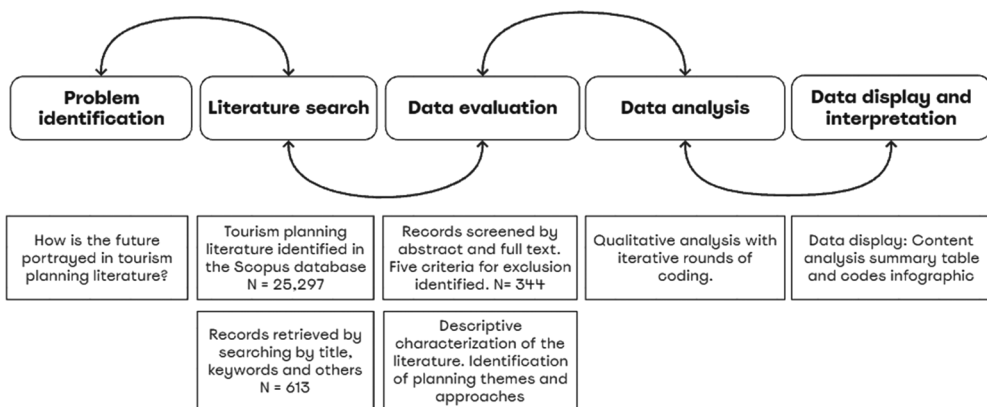 Problem
identification
Literature search
Data evaluation
Data analysis
Data display and
interpretation
How is the future
portrayed in tourism
planning literature?
Tourism planning
literature identified in
the Scopus database
N = 25,297
Records screened by
abstract and full text.
Five criteria for exclusion
identified. N= 344
Qualitative analysis with
iterative rounds of
coding.
Data display: Content
analysis summary table
and codes infographic
Records retrieved by
searching by title,
keywords and others
N = 613
Descriptive
characterization of the
literature. Identification
of planning themes and
approaches